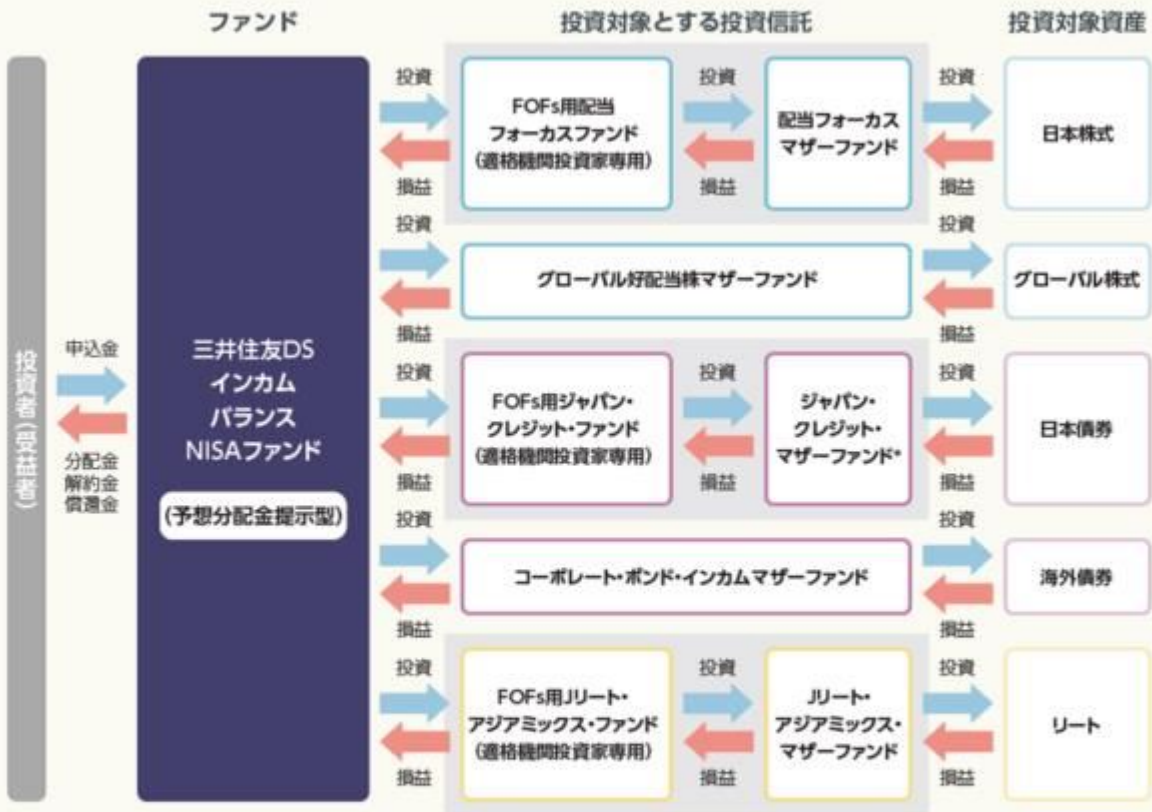 ファンド
投資対象とする投資信託
投資対象資産
投資者(受益者)
申込金
分配金
解約金
償還金
三井住友DS
インカム
バランス
NISAファンド
(予想分配金提示型)
投資
損益
FOFs用配当
フォーカスファンド
(適格機関投資家専用)
投資
損益
配当フォーカス
マザーファンド
投資
損益
日本株式
投資
損益
グローバル好配当株マザーファンド
投資
損益
グローバル株式
投資
損益
FOFs用ジャパン・
クレジット・ファンド
(適格機関投資家専用)
投資
損益
ジャパン・
クレジット・
マザーファンド*
投資
損益
日本債券
投資
損益
コーポレート・ボンド・インカムマザーファンド
投資
損益
海外債券
投資
損益
FOFs用Jリート・
アジアミックス・ファンド
(適格機関投資家専用)
投資
損益
Jリート・
アジアミックス・
マザーファンド
投資
損益
リート